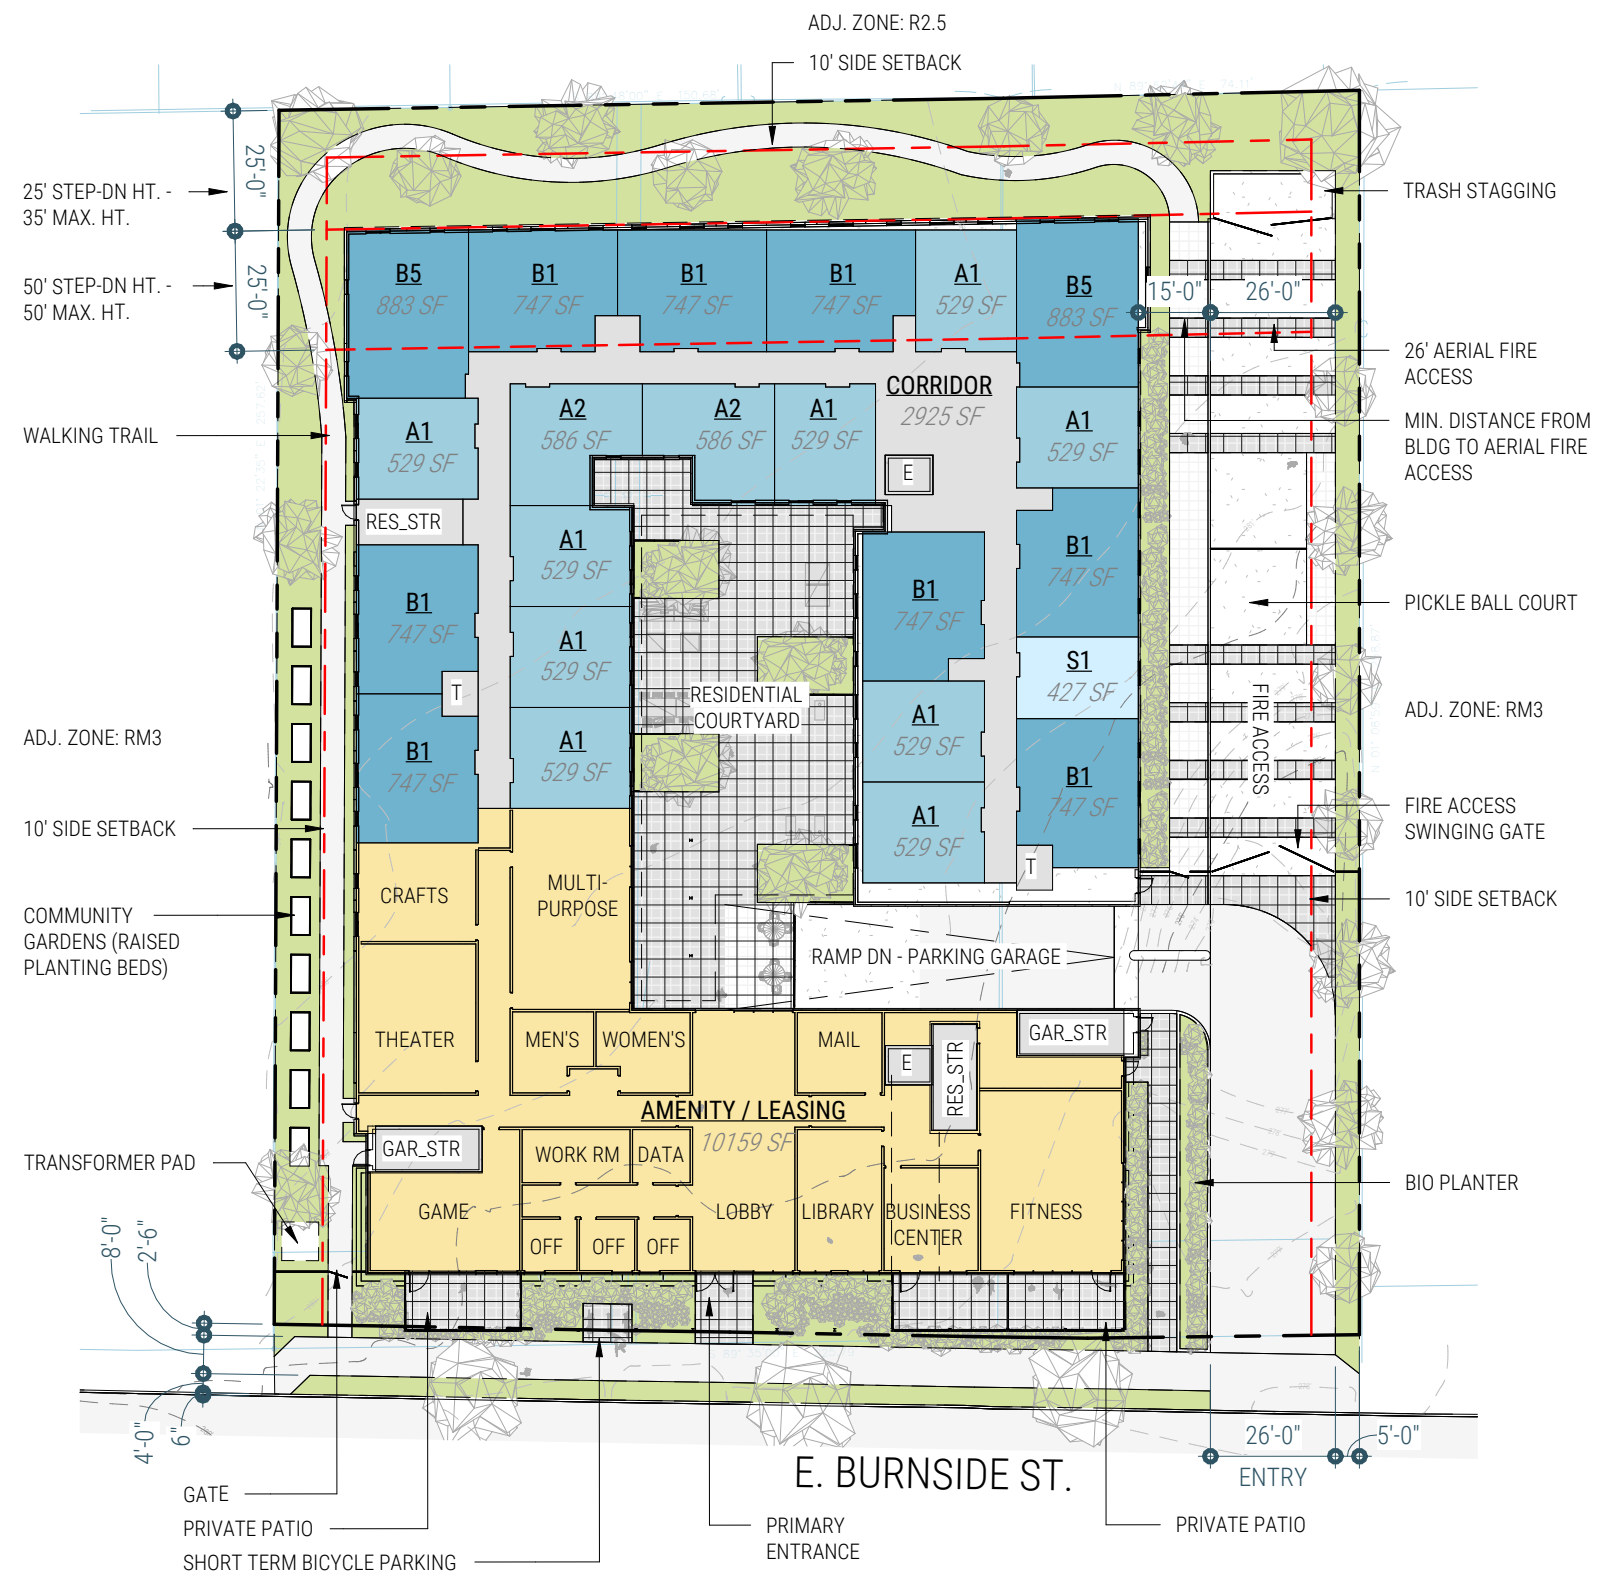 ADJ. ZONE: R2.5
10' SIDE SETBACK
25'-0"
25' STEP-DN HT. -
35' MAX. HT.
TRASH STAGGING
25'-0"
50' STEP-DN HT. -
50' MAX. HT.
B5
883 SF
B1
747 SF
B1
747 SF
B1
747 SF
A1
529 SF
B5
883 SF
15'-0"
26'-0"
26' AERIAL FIRE
ACCESS
CORRIDOR
2925 SF
MIN. DISTANCE FROM
BLDG TO AERIAL FIRE
ACCESS
WALKING TRAIL
A1
529 SF
A2
586 SF
A2
586 SF
A1
529 SF
A1
529 SF
E
RES_STR
A1
529 SF
B1
747 SF
B1
747 SF
B1
747 SF
PICKLE BALL COURT
A1
529 SF
S1
427 SF
T
RESIDENTIAL
COURTYARD
FIRE ACCESS
ADJ. ZONE: RM3
ADJ. ZONE: RM3
B1
747 SF
A1
529 SF
A1
529 SF
B1
747 SF
10' SIDE SETBACK
A1
529 SF
FIRE ACCESS
SWINGING GATE
T
CRAFTS
MULTI-
PURPOSE
10' SIDE SETBACK
COMMUNITY
GARDENS (RAISED
PLANTING BEDS)
RAMP DN - PARKING GARAGE
THEATER
MEN'S
WOMEN'S
MAIL
E
RES_STR
GAR_STR
AMENITY / LEASING
10159 SF
GAR_STR
WORK RM
DATA
TRANSFORMER PAD
BIO PLANTER
GAME
LOBBY
LIBRARY
BUSINESS
CENTER
FITNESS
OFF
OFF
OFF
8'-0"
2'-6"
4'-0"
6"
26'-0"
5'-0"
ENTRY
E. BURNSIDE ST.
GATE
PRIVATE PATIO
SHORT TERM BICYCLE PARKING
PRIMARY
ENTRANCE
PRIVATE PATIO